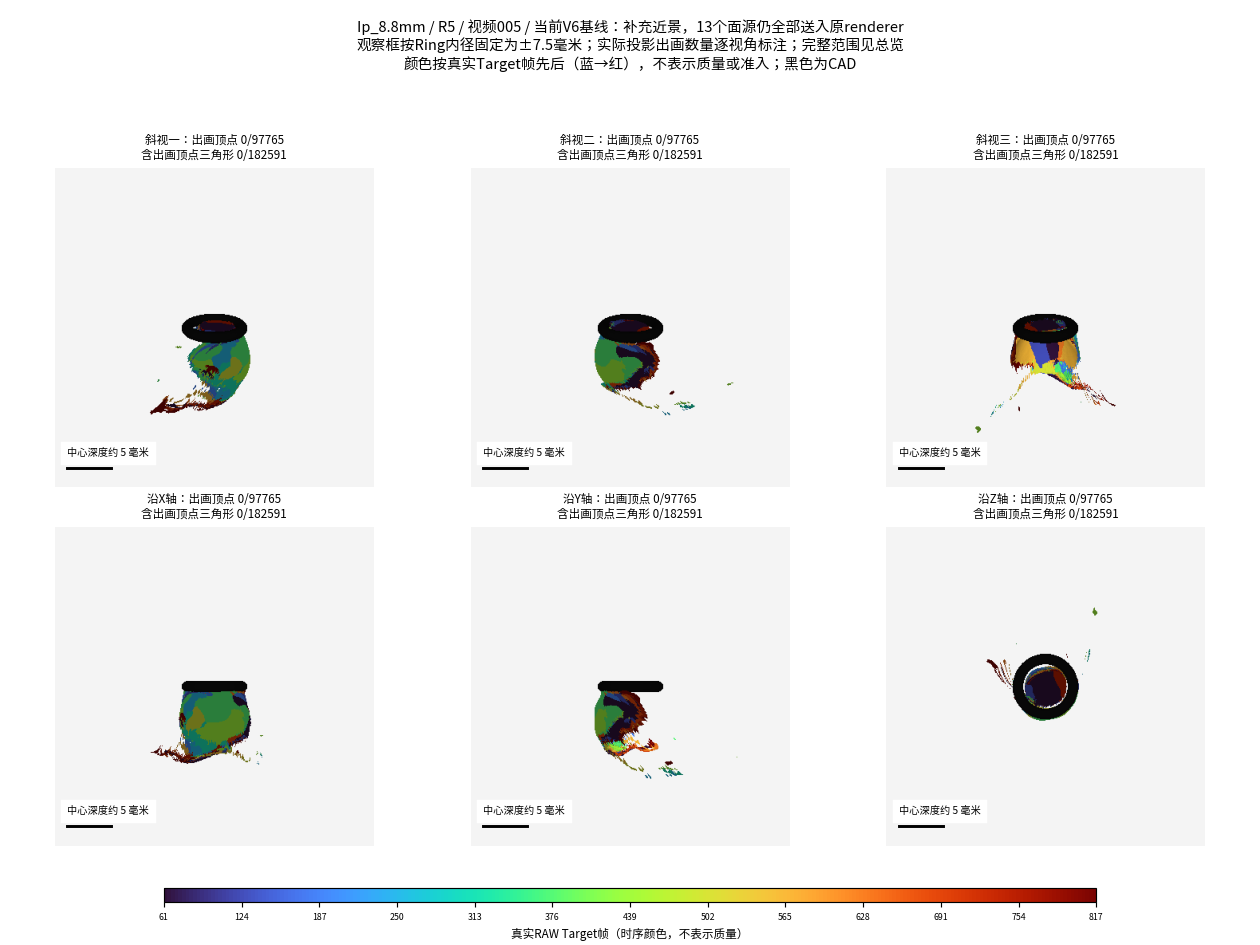 Ip_8.8mm / R5 / 视频005 / 当前V6基线：补充近景，13个面源仍全部送入原renderer
观察框按Ring内径固定为±7.5毫米；实际投影出画数量逐视角标注；完整范围见总览
颜色按真实Target帧先后（蓝→红），不表示质量或准入；黑色为CAD
斜视一：出画顶点 0/97765
含出画顶点三角形 0/182591
斜视二：出画顶点 0/97765
含出画顶点三角形 0/182591
斜视三：出画顶点 0/97765
含出画顶点三角形 0/182591
中心深度约 5 毫米
中心深度约 5 毫米
中心深度约 5 毫米
沿X轴：出画顶点 0/97765
含出画顶点三角形 0/182591
沿Y轴：出画顶点 0/97765
含出画顶点三角形 0/182591
沿Z轴：出画顶点 0/97765
含出画顶点三角形 0/182591
中心深度约 5 毫米
中心深度约 5 毫米
中心深度约 5 毫米
61 124 187 250 313 376 439 502 565 628 691 754 817
真实RAW Target帧（时序颜色，不表示质量）